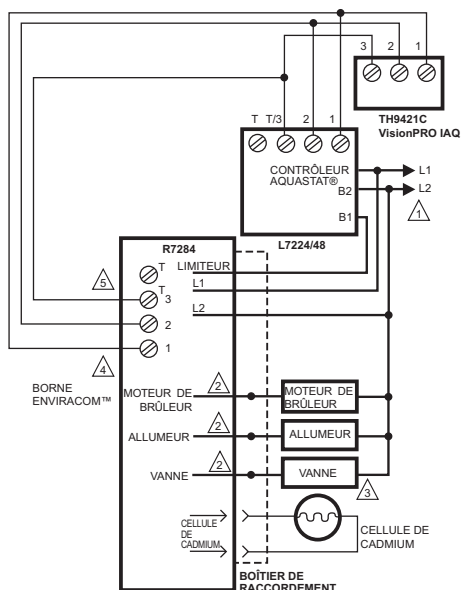 3 2 1
TH9421C
VisionPRO IAQ
T T/3 2 1
CONTRÔLEUR
AQUASTAT®
L1
B2
L2
1
B1
L7224/48
R7284
T
LIMITEUR
5
T
3
L1
L2
2
1
4
BORNE
ENVIRACOM™
MOTEUR DE
BRÛLEUR
2
MOTEUR DE
BRÛLEUR
ALLUMEUR
2
ALLUMEUR
VANNE
2
VANNE
3
CELLULE
DE
CADMIUM
CELLULE DE
CADMIUM
BOÎTIER DE
RACCORDEMENT